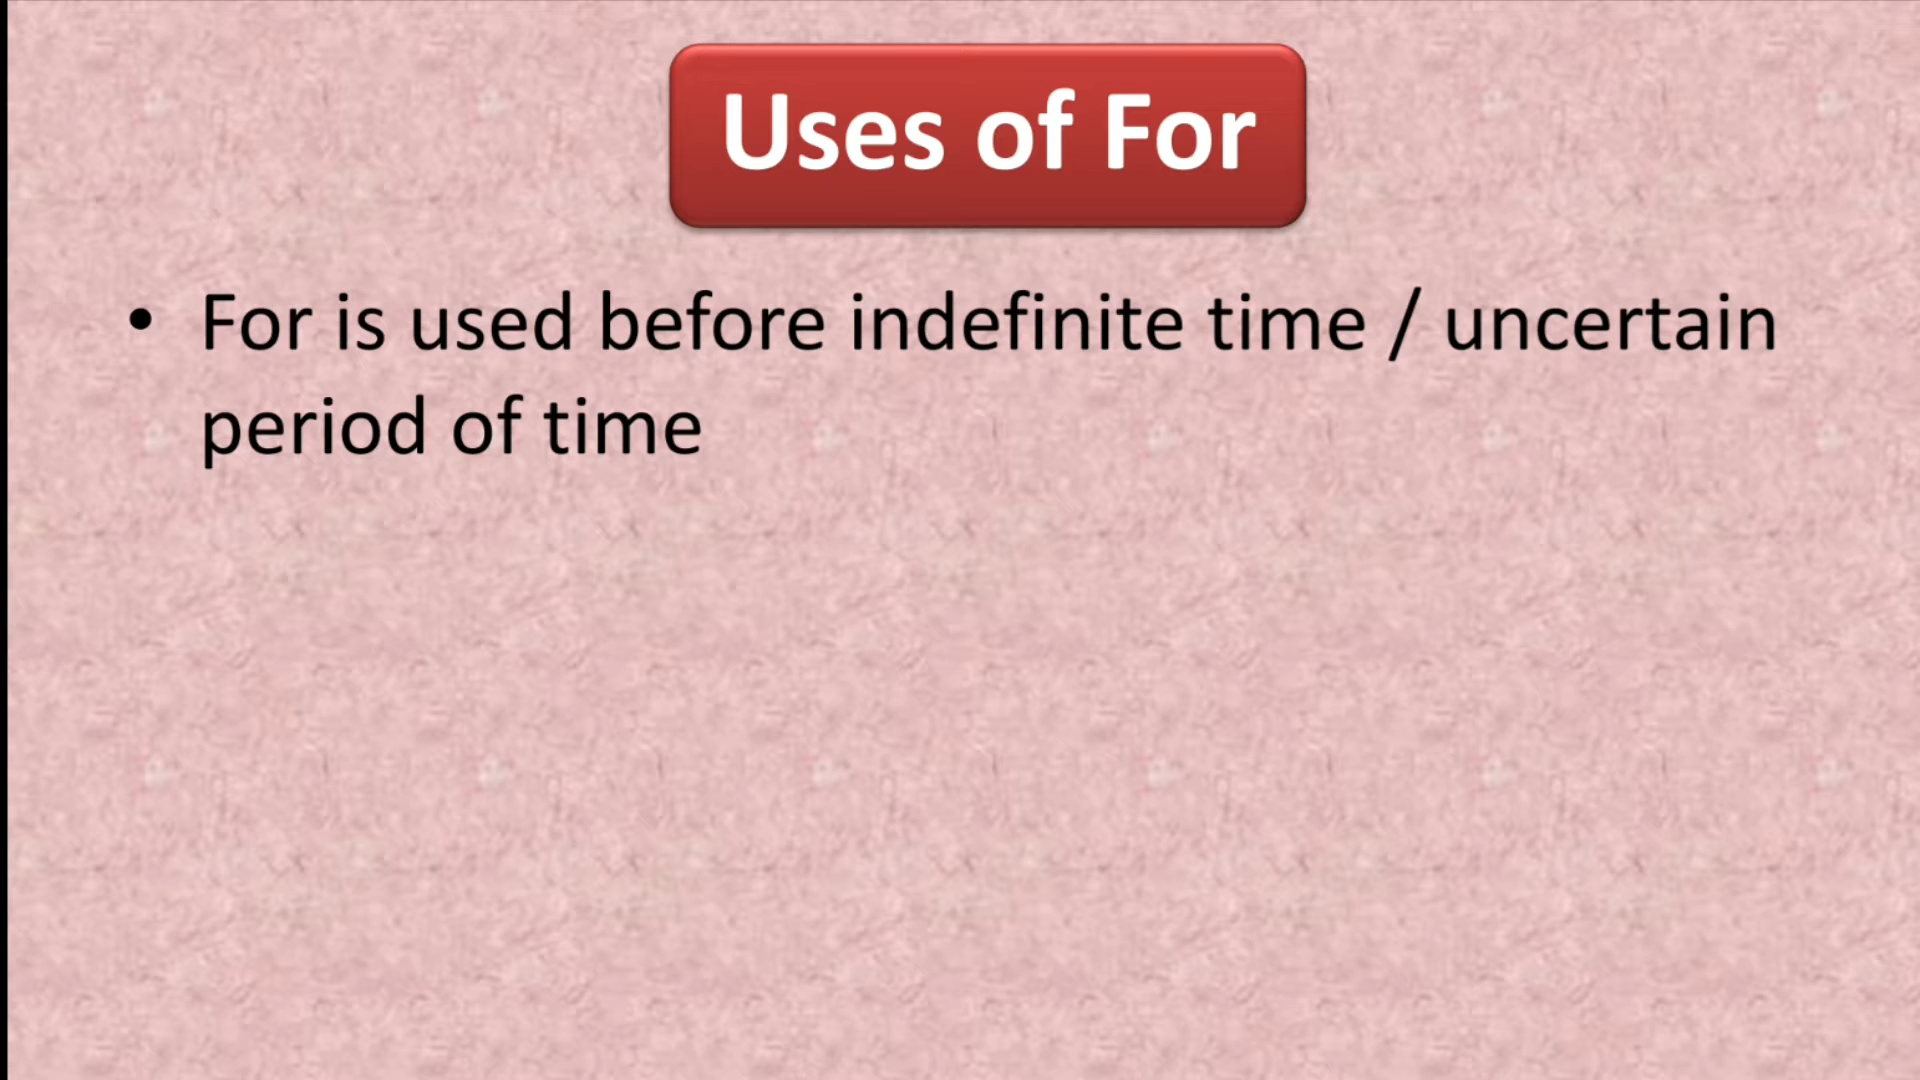 Uses of For
• For is used before indefinite time / uncertain
period of time